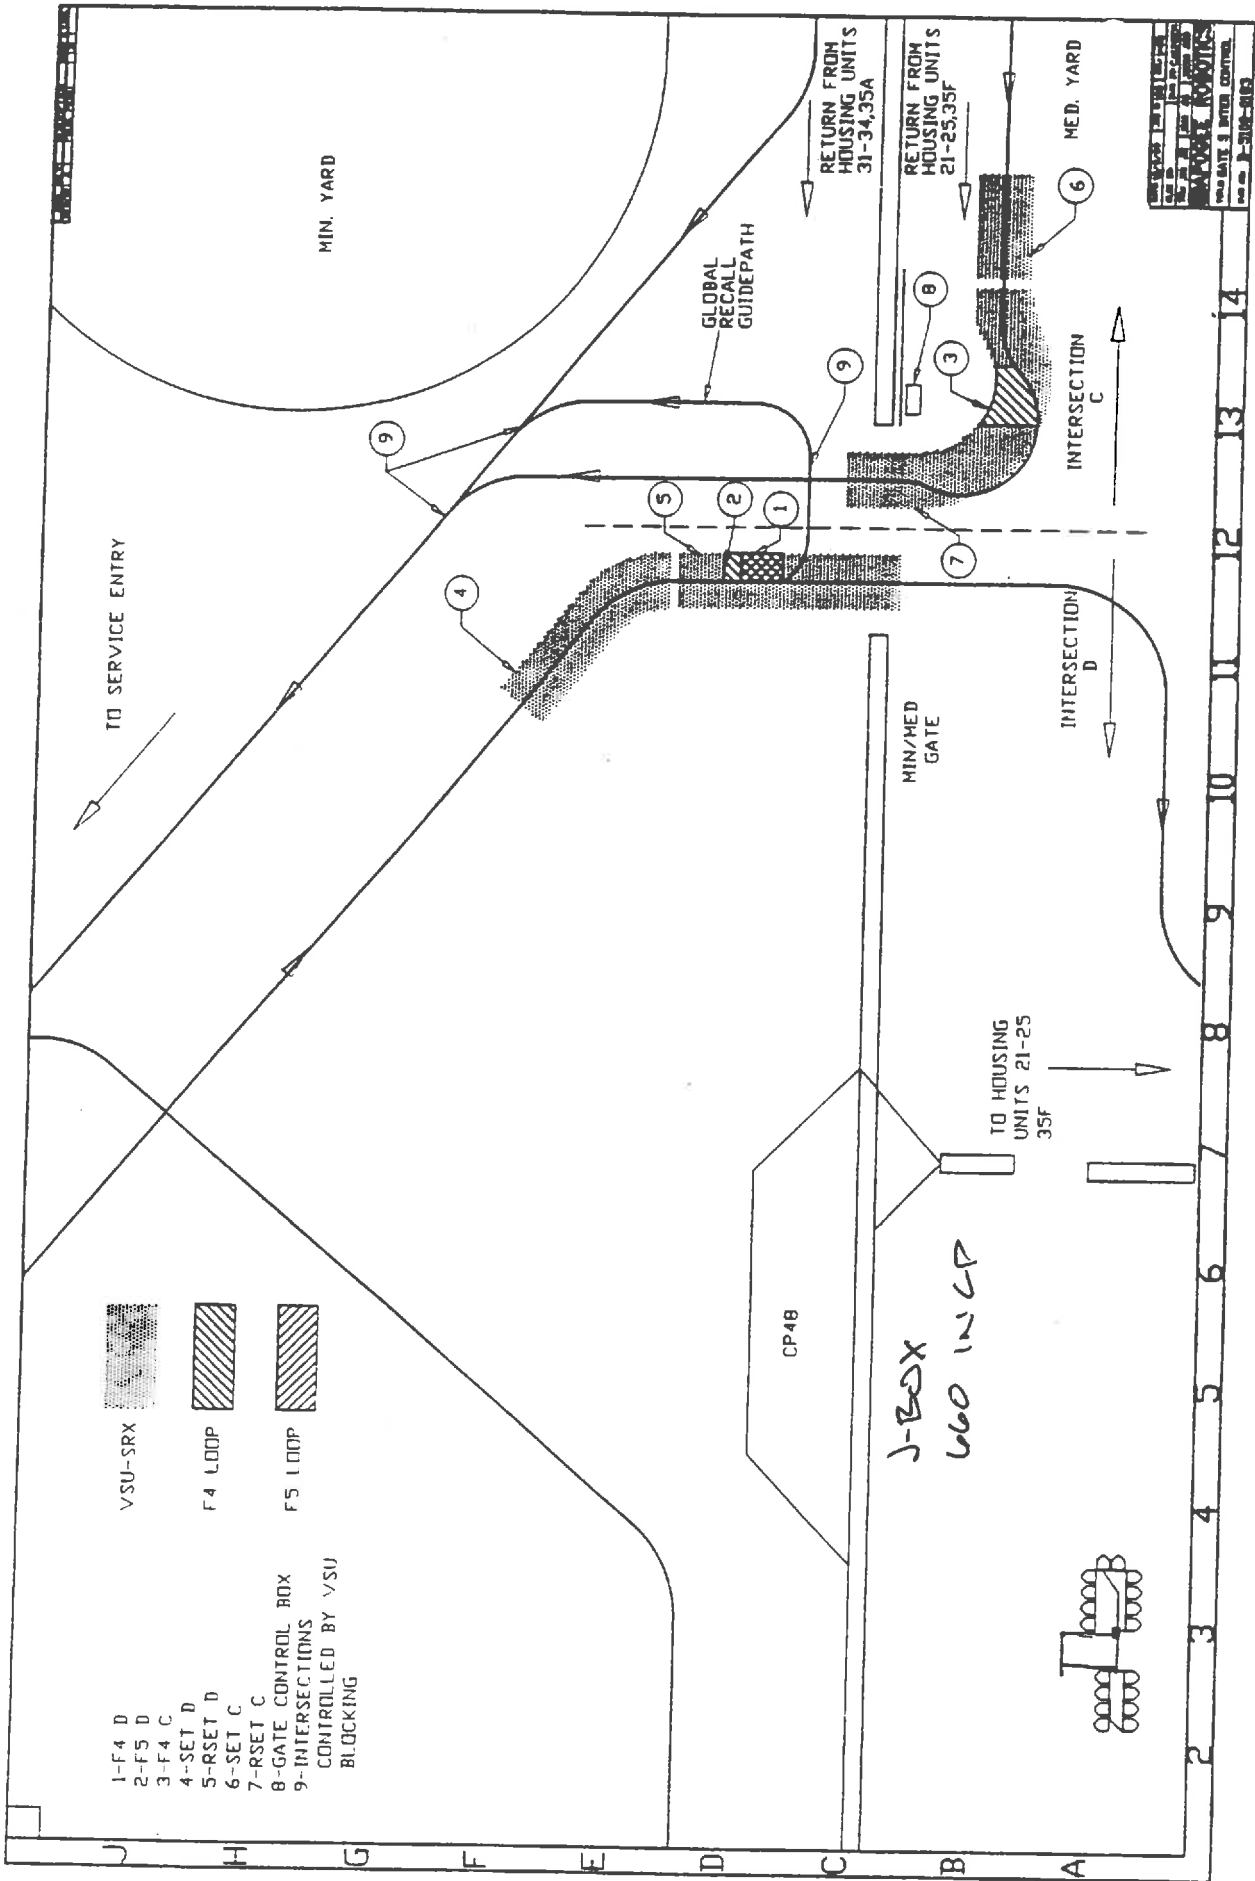 1-F4 D
2-F5 D
3-F4 C
4-SET D
5-RSET D
6-SET C
7-RSET C
8-GATE CONTROL BOX
9-INTERSECTIONS
CONTROLLED BY VSU
BLOCKING
VSU-SRX
F4 LOOP
F5 LOOP
TO SERVICE ENTRY
MIN. YARD
9
4
5
2
1
GLOBAL
RECALL
GUIDEPATH
9
RETURN FROM
HOUSING UNITS
31-34,35A
RETURN FROM
HOUSING UNITS
21-25,35F
8
3
6
MED. YARD
7
INTERSECTION
C
INTERSECTION
D
MIN/MED
GATE
CP48
J-BOX
660 IN CP
TO HOUSING
UNITS 21-25
35F
J
H
G
F
E
D
C
B
A
2
3
4
5
6
7
8
9
10
11
12
13
14